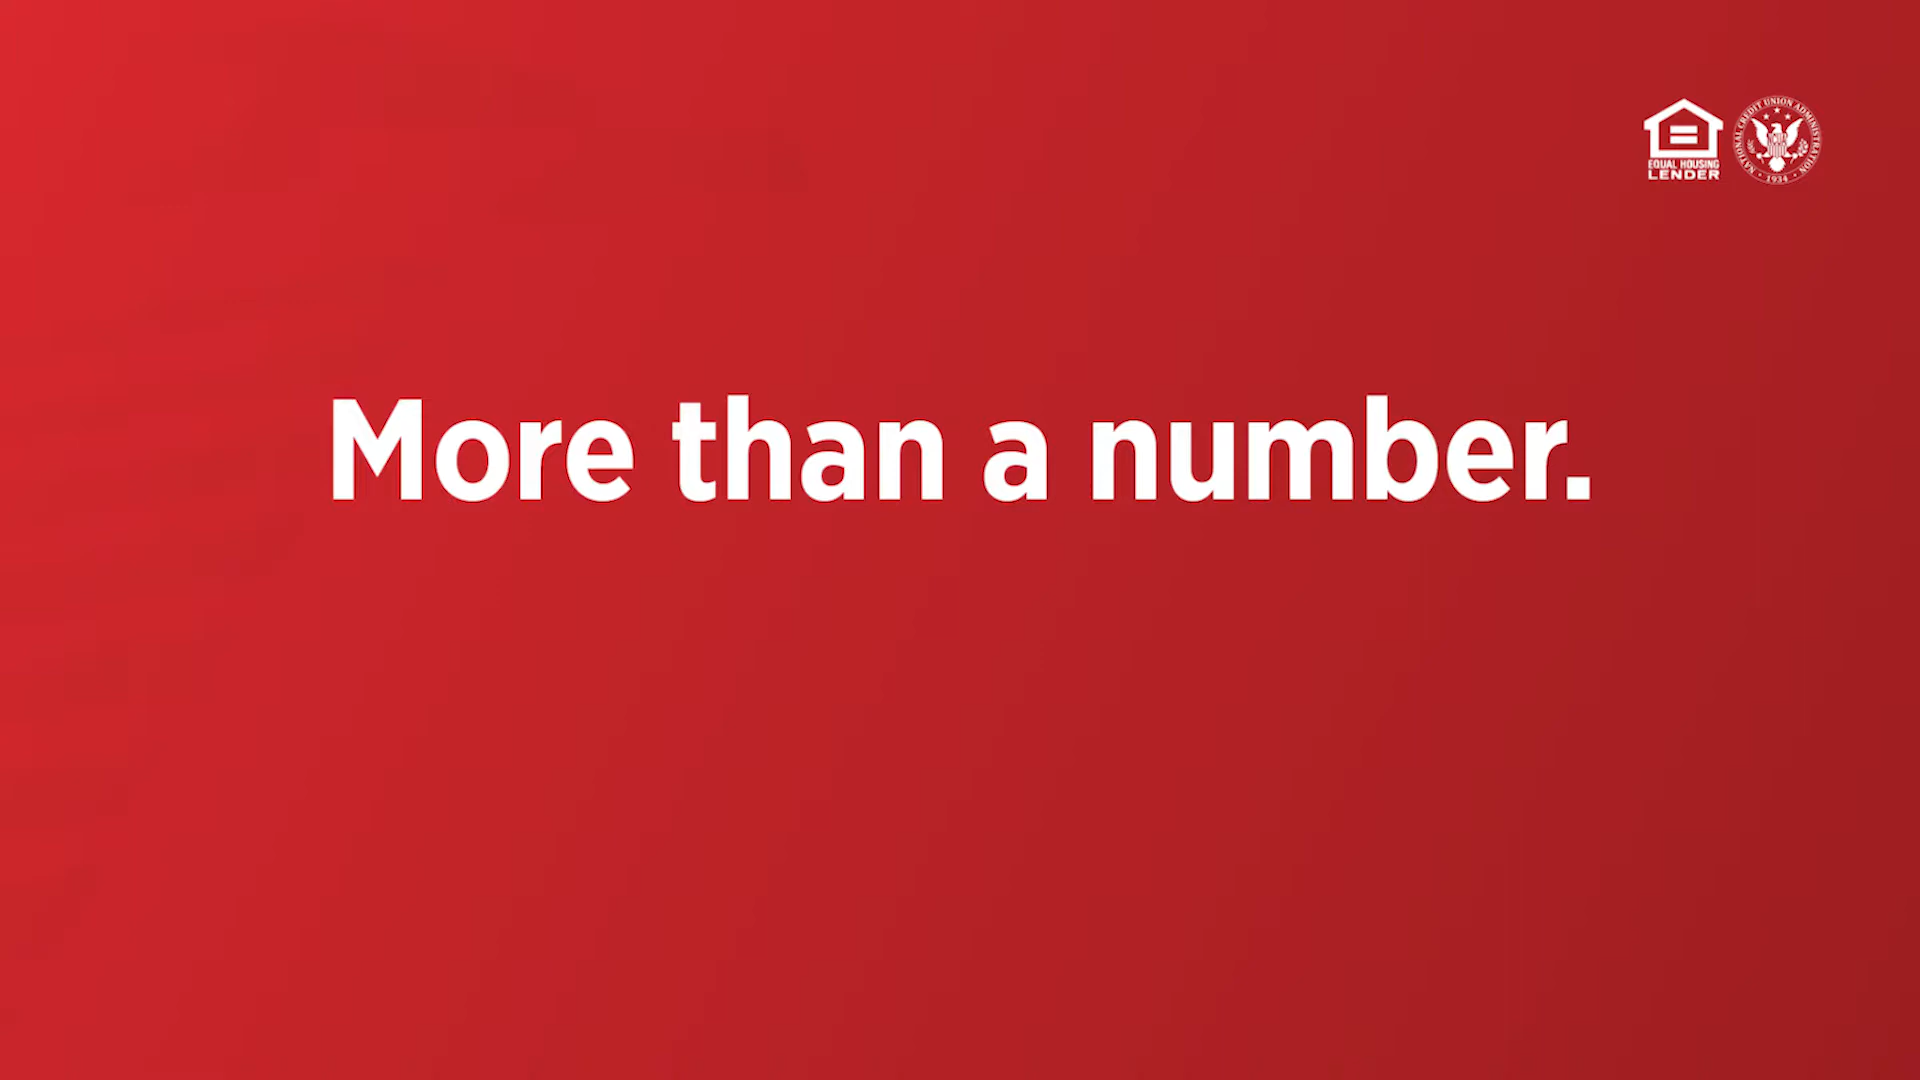 EQUAL HOUSING
LENDER
NATIONAL CREDIT UNION ADMINISTRATION
1934
More than a number.